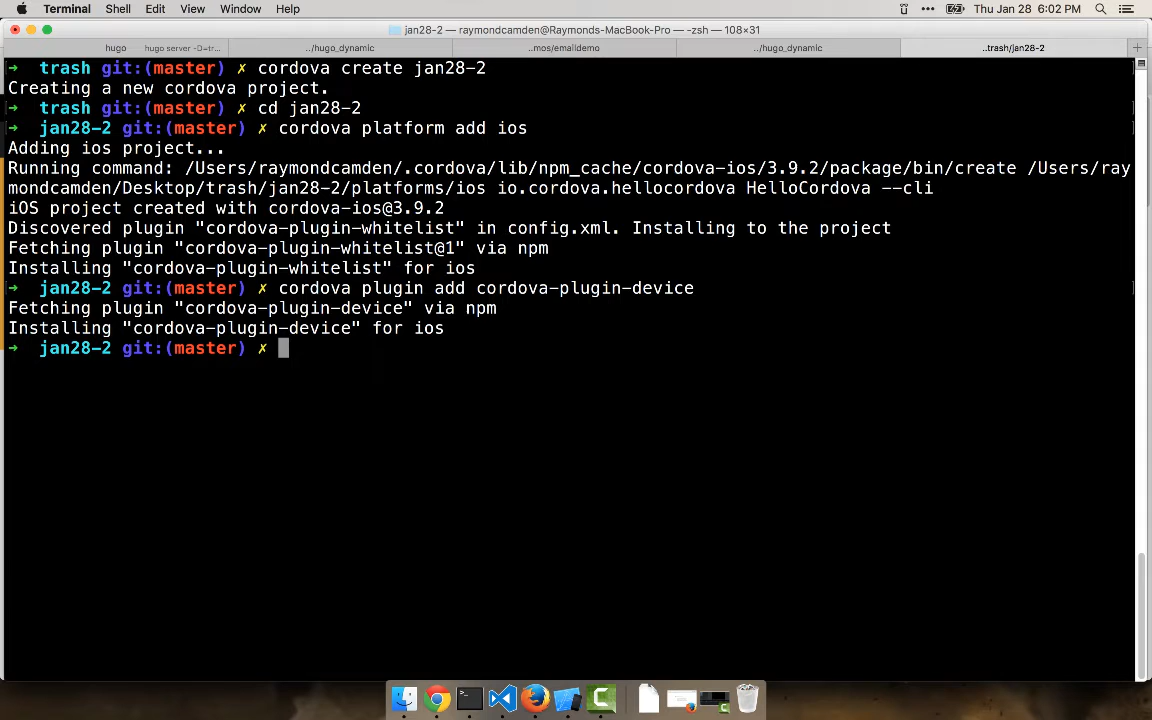 Terminal Shell Edit View Window Help Thu Jan 28 6:02 PM
jan28-2 — raymondcamden@Raymonds-MacBook-Pro — -zsh — 108×31
hugo hugo server -D=tr... .../hugo_dynamic ...mos/emaildemo .../hugo_dynamic ..trash/jan28-2
→ trash git:(master) ✗ cordova create jan28-2
Creating a new cordova project.
→ trash git:(master) ✗ cd jan28-2
→ jan28-2 git:(master) ✗ cordova platform add ios
Adding ios project...
Running command: /Users/raymondcamden/.cordova/lib/npm_cache/cordova-ios/3.9.2/package/bin/create /Users/ray
mondcamden/Desktop/trash/jan28-2/platforms/ios io.cordova.hellocordova HelloCordova --cli
iOS project created with cordova-ios@3.9.2
Discovered plugin "cordova-plugin-whitelist" in config.xml. Installing to the project
Fetching plugin "cordova-plugin-whitelist@1" via npm
Installing "cordova-plugin-whitelist" for ios
→ jan28-2 git:(master) ✗ cordova plugin add cordova-plugin-device
Fetching plugin "cordova-plugin-device" via npm
Installing "cordova-plugin-device" for ios
→ jan28-2 git:(master) ✗